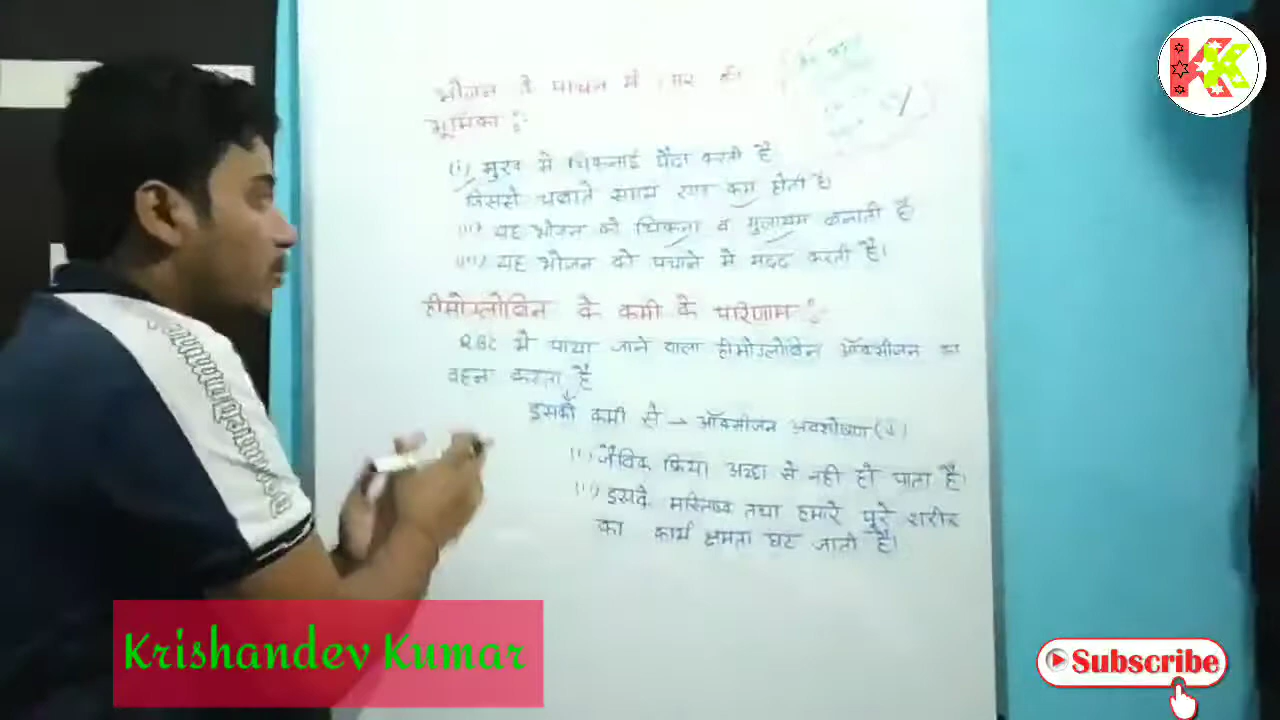 भोजन के पाचन में लार की
भूमिका :-
(i) मुख में चिकनाई पैदा करती है
जिससे चबाते समय रगड़ कम होती है।
(ii) यह भोजन को चिकना व मुलायम बनाती है
(iii) यह भोजन को पचाने में मदद करती है।
हीमोग्लोबिन के कमी के परिणाम :-
RBC में पाया जाने वाला हीमोग्लोबिन ऑक्सीजन का
वहन करता है
इसकी कमी से → ऑक्सीजन अवशोषण (↓)
(i) जैविक क्रिया अच्छा से नही हो पाता है।
(ii) इसके मस्तिष्क तथा हमारे पूरे शरीर
का कार्य क्षमता घट जाती है।
KK
Krishandev Kumar
Subscribe